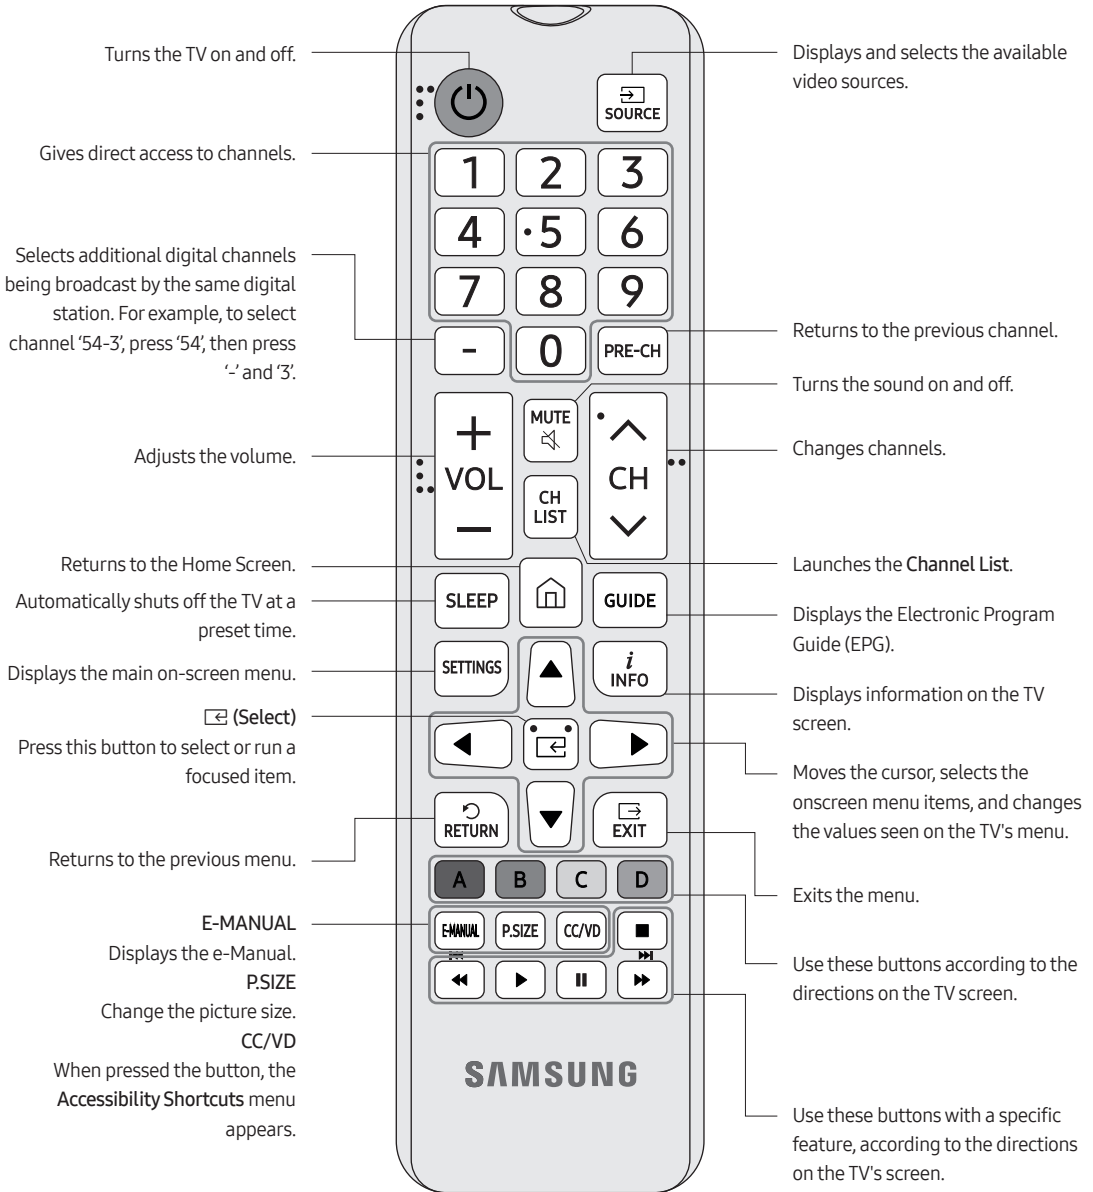 Turns the TV on and off.
Gives direct access to channels.
Selects additional digital channels
being broadcast by the same digital
station. For example, to select
channel ‘54-3’, press ‘54’, then press
‘-’ and ‘3’.
Adjusts the volume.
Returns to the Home Screen.
Automatically shuts off the TV at a
preset time.
Displays the main on-screen menu.
(Select)
Press this button to select or run a
focused item.
Returns to the previous menu.
E-MANUAL
Displays the e-Manual.
P.SIZE
Change the picture size.
CC/VD
When pressed the button, the
Accessibility Shortcuts menu
appears.
SOURCE
1 2 3
4 5 6
7 8 9
- 0 PRE-CH
MUTE
VOL
CH
CH
LIST
SLEEP
GUIDE
SETTINGS
i
INFO
RETURN
EXIT
A B C D
E-MANUAL P.SIZE CC/VD
SAMSUNG
Displays and selects the available
video sources.
Returns to the previous channel.
Turns the sound on and off.
Changes channels.
Launches the Channel List.
Displays the Electronic Program
Guide (EPG).
Displays information on the TV
screen.
Moves the cursor, selects the
onscreen menu items, and changes
the values seen on the TV's menu.
Exits the menu.
Use these buttons according to the
directions on the TV screen.
Use these buttons with a specific
feature, according to the directions
on the TV's screen.